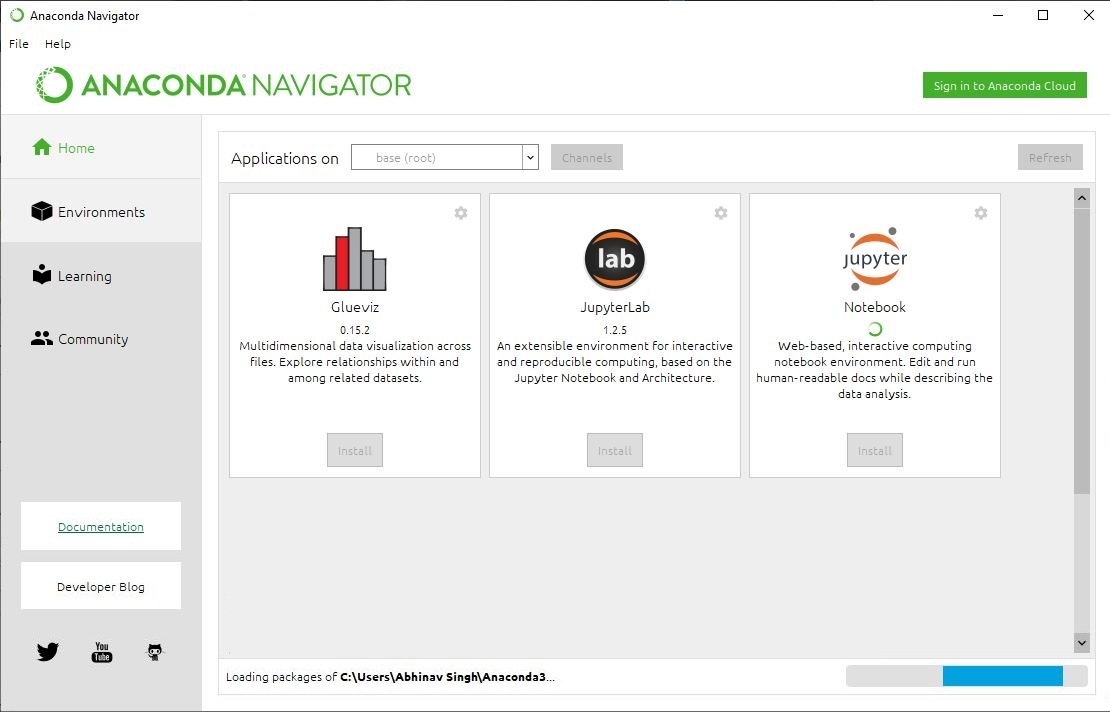 Anaconda Navigator
File Help
ANACONDA NAVIGATOR
Sign in to Anaconda Cloud
Home
Environments
Learning
Community
Documentation
Developer Blog
You
Tube
Applications on base (root) Channels Refresh
Glueviz
0.15.2
Multidimensional data visualization across
files. Explore relationships within and
among related datasets.
Install
lab
JupyterLab
1.2.5
An extensible environment for interactive
and reproducible computing, based on the
Jupyter Notebook and Architecture.
Install
jupyter
Notebook
Web-based, interactive computing
notebook environment. Edit and run
human-readable docs while describing the
data analysis.
Install
Loading packages of C:\Users\Abhinav Singh\Anaconda3...